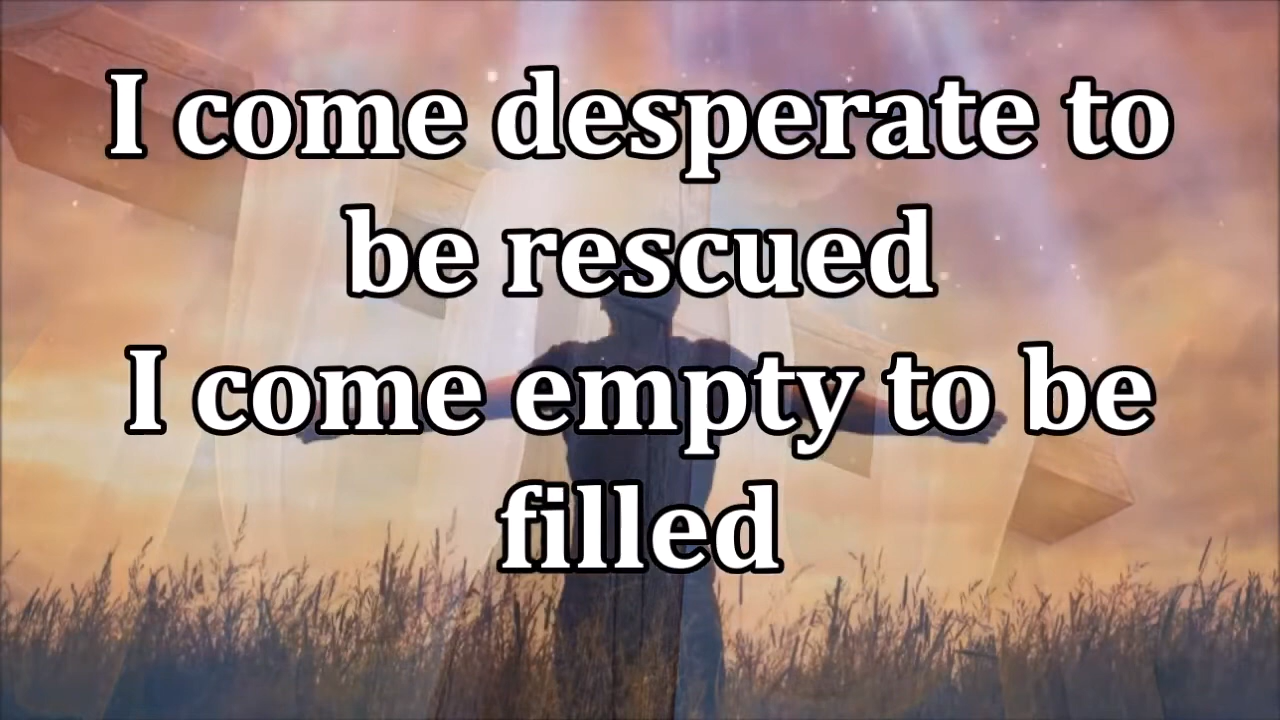 I come desperate to
be rescued
I come empty to be
filled